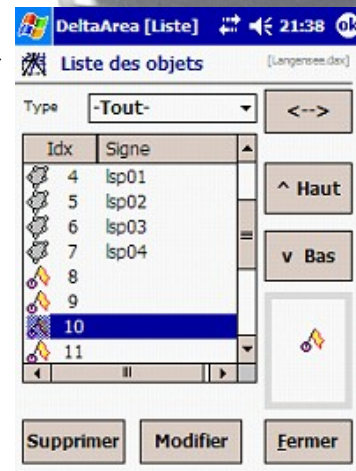 DeltaArea [Liste] 21:38 ok
Liste des objets [Langensee.dax]
Type -Tout- <-->
Idx Signe
4 lsp01
5 lsp02
6 lsp03
7 lsp04
8
9
10
11
^ Haut
v Bas
Supprimer Modifier Fermer